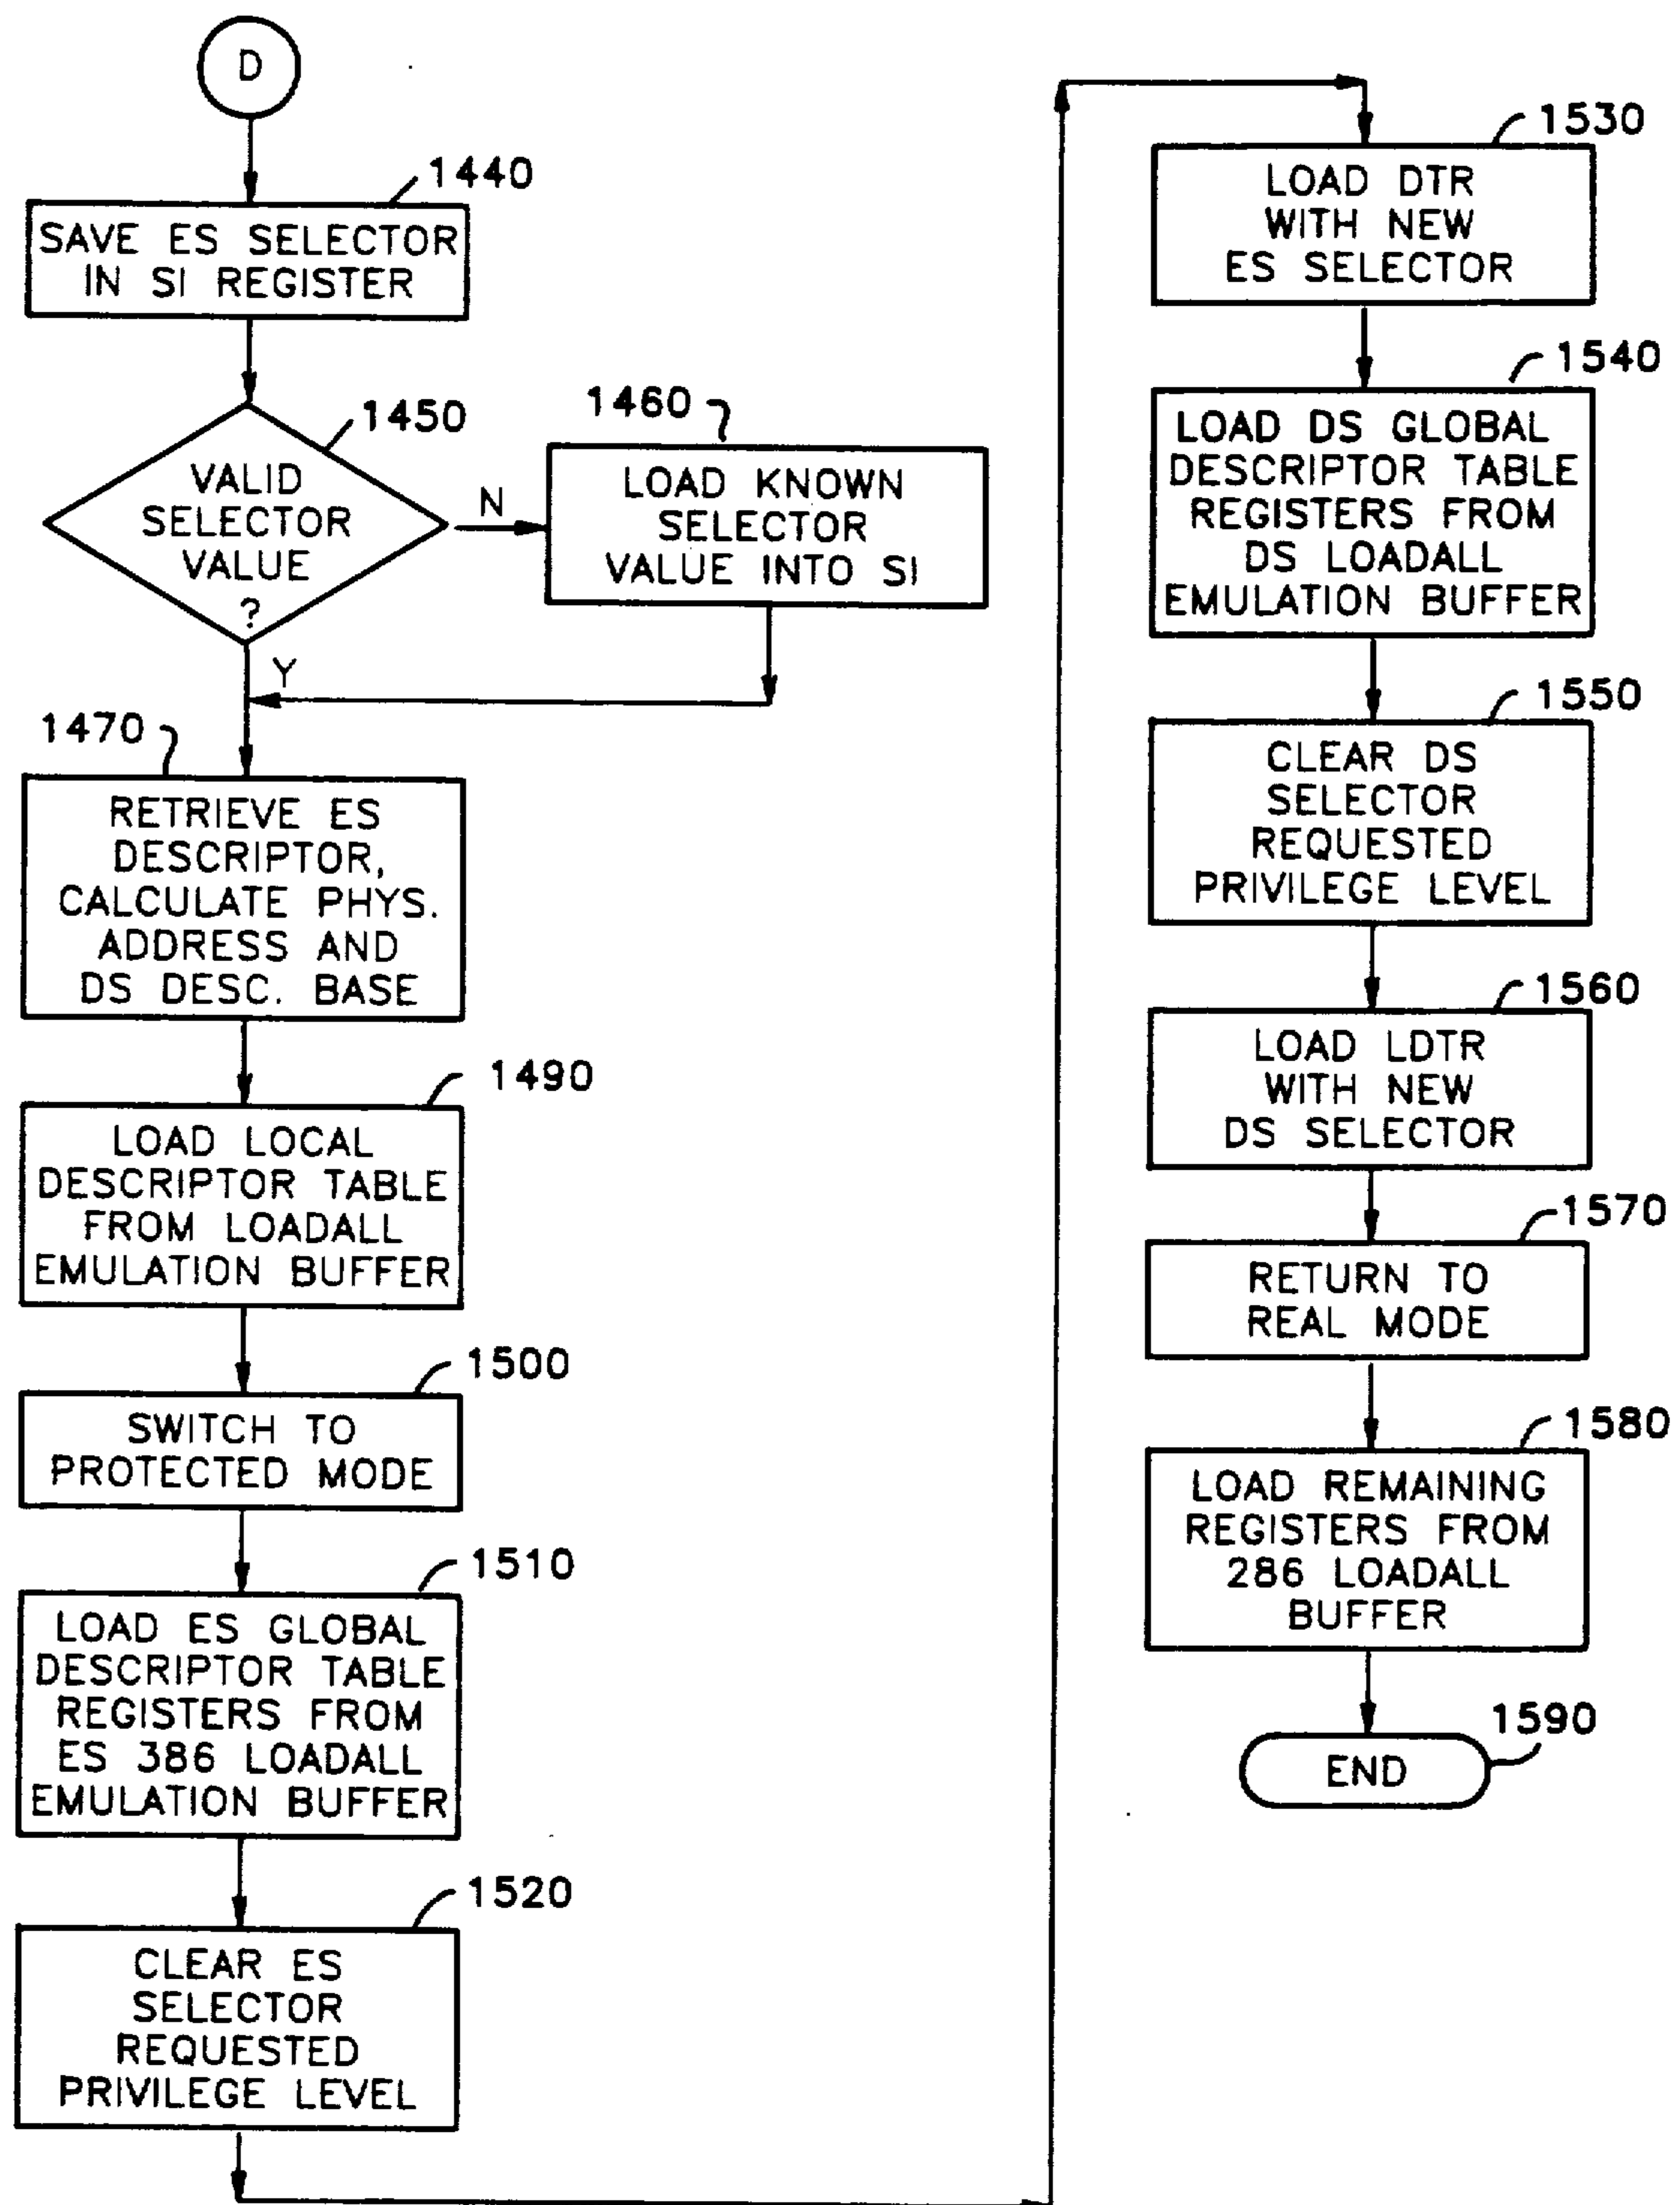 D
1440
SAVE ES SELECTOR
IN SI REGISTER
1450
VALID
SELECTOR
VALUE
?
N
Y
1460
LOAD KNOWN
SELECTOR
VALUE INTO SI
1470
RETRIEVE ES
DESCRIPTOR,
CALCULATE PHYS.
ADDRESS AND
DS DESC. BASE
1490
LOAD LOCAL
DESCRIPTOR TABLE
FROM LOADALL
EMULATION BUFFER
1500
SWITCH TO
PROTECTED MODE
1510
LOAD ES GLOBAL
DESCRIPTOR TABLE
REGISTERS FROM
ES 386 LOADALL
EMULATION BUFFER
1520
CLEAR ES
SELECTOR
REQUESTED
PRIVILEGE LEVEL
1530
LOAD DTR
WITH NEW
ES SELECTOR
1540
LOAD DS GLOBAL
DESCRIPTOR TABLE
REGISTERS FROM
DS LOADALL
EMULATION BUFFER
1550
CLEAR DS
SELECTOR
REQUESTED
PRIVILEGE LEVEL
1560
LOAD LDTR
WITH NEW
DS SELECTOR
1570
RETURN TO
REAL MODE
1580
LOAD REMAINING
REGISTERS FROM
286 LOADALL
BUFFER
1590
END